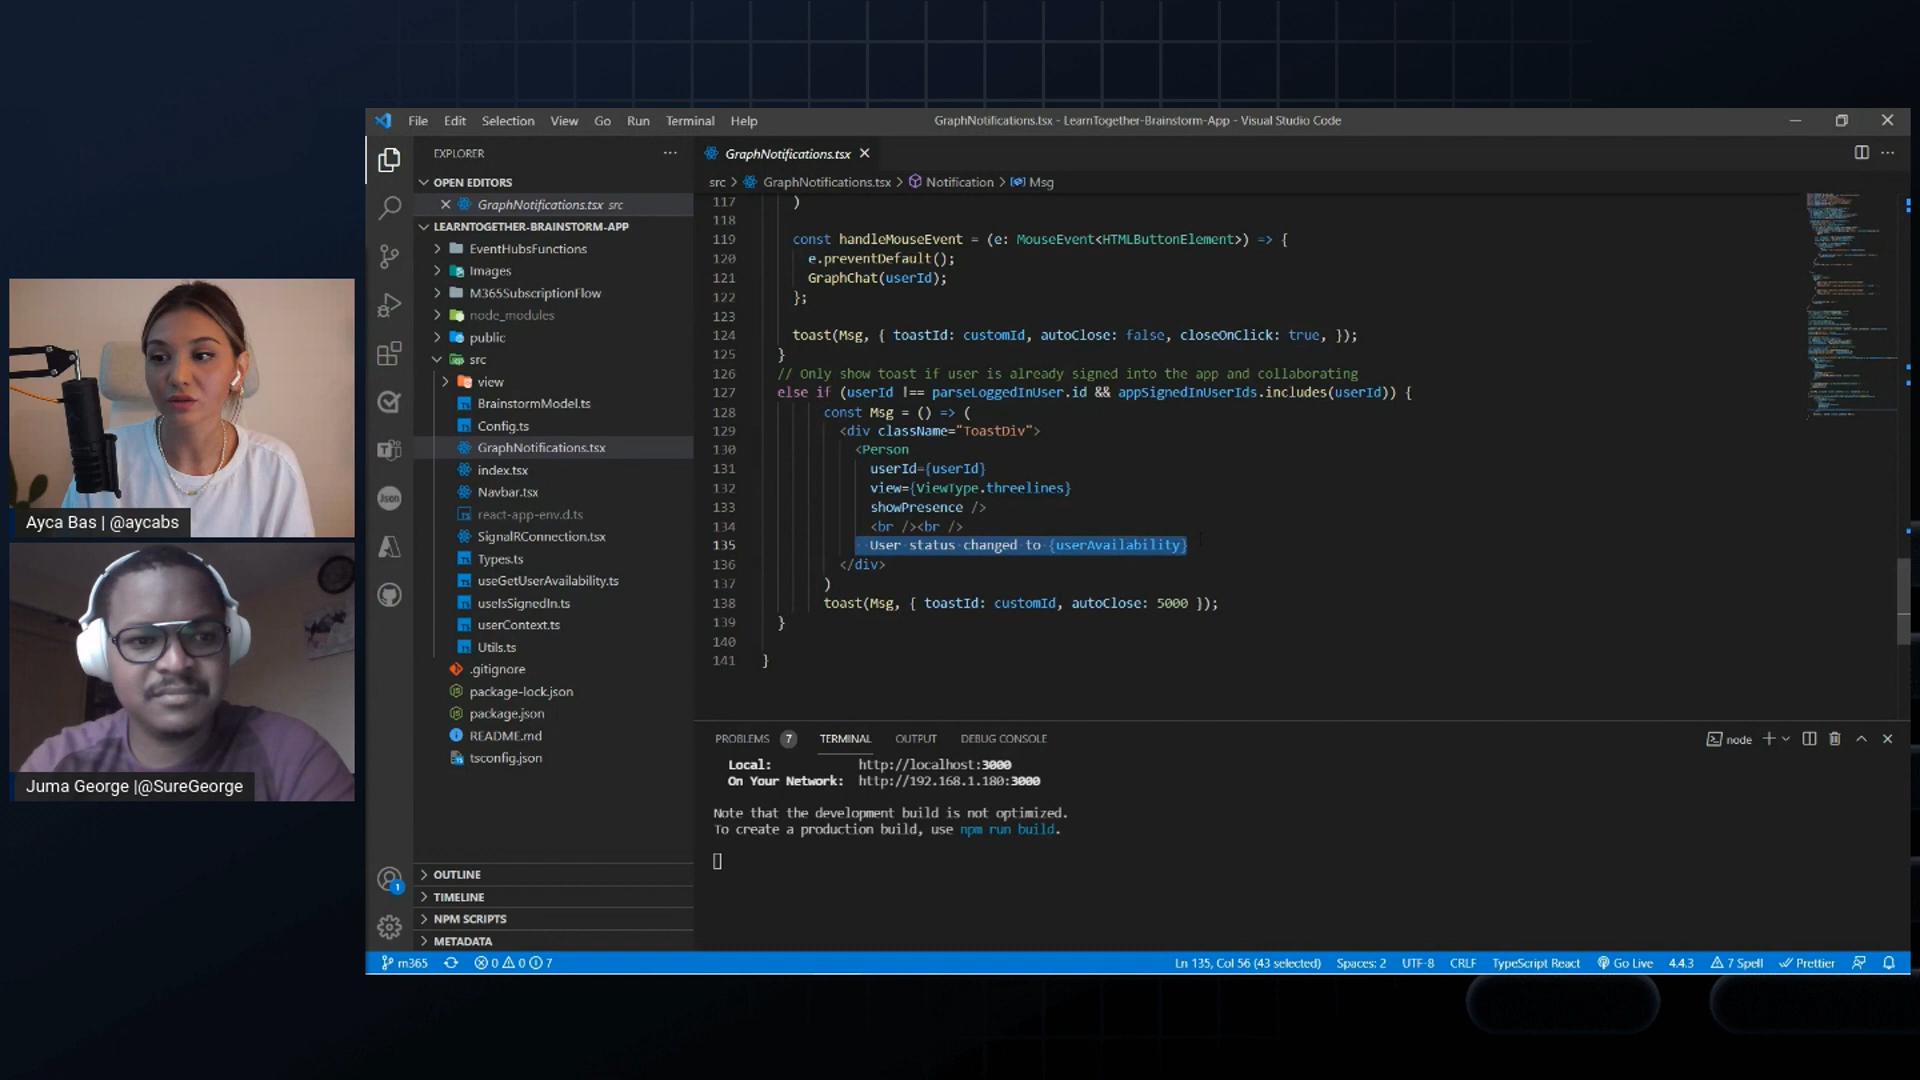 File Edit Selection View Go Run Terminal Help
GraphNotifications.tsx - LearnTogether-Brainstorm-App - Visual Studio Code
EXPLORER
OPEN EDITORS
GraphNotifications.tsx src
LEARNTOGETHER-BRAINSTORM-APP
EventHubsFunctions
Images
M365SubscriptionFlow
node_modules
public
src
view
BrainstormModel.ts
Config.ts
GraphNotifications.tsx
index.tsx
Navbar.tsx
react-app-env.d.ts
SignalRConnection.tsx
Types.ts
useGetUserAvailability.ts
useIsSignedIn.ts
userContext.ts
Utils.ts
.gitignore
package-lock.json
package.json
README.md
tsconfig.json
OUTLINE
TIMELINE
NPM SCRIPTS
METADATA
GraphNotifications.tsx
src > GraphNotifications.tsx > Notification > Msg
117 )
118
119 const handleMouseEvent = (e: MouseEvent<HTMLButtonElement>) => {
120 e.preventDefault();
121 GraphChat(userId);
122 };
123
124 toast(Msg, { toastId: customId, autoClose: false, closeOnClick: true, });
125 }
126 // Only show toast if user is already signed into the app and collaborating
127 else if (userId !== parseLoggedInUser.id && appSignedInUserIds.includes(userId)) {
128 const Msg = () => (
129 <div className="ToastDiv">
130 <Person
131 userId={userId}
132 view={ViewType.threelines}
133 showPresence />
134 <br /><br />
135 User status changed to {userAvailability}
136 </div>
137 )
138 toast(Msg, { toastId: customId, autoClose: 5000 });
139 }
140
141 }
PROBLEMS 7 TERMINAL OUTPUT DEBUG CONSOLE
node
Local: http://localhost:3000
On Your Network: http://192.168.1.180:3000
Note that the development build is not optimized.
To create a production build, use npm run build.
m365 0 0 7
Ln 135, Col 56 (43 selected) Spaces: 2 UTF-8 CRLF TypeScript React Go Live 4.4.3 7 Spell Prettier
Json
1
Ayca Bas | @aycabs
Juma George |@SureGeorge